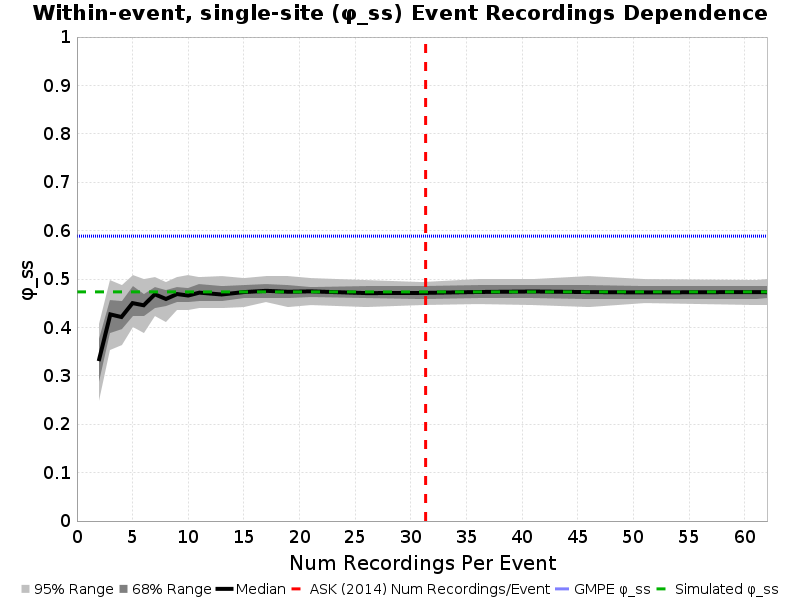 Within-event, single-site (φ_ss) Event Recordings Dependence
1
0.9
0.8
0.7
0.6
0.5
0.4
0.3
0.2
0.1
0
φ_ss
0 5 10 15 20 25 30 35 40 45 50 55 60
Num Recordings Per Event
95% Range 68% Range Median ASK (2014) Num Recordings/Event GMPE φ_ss Simulated φ_ss